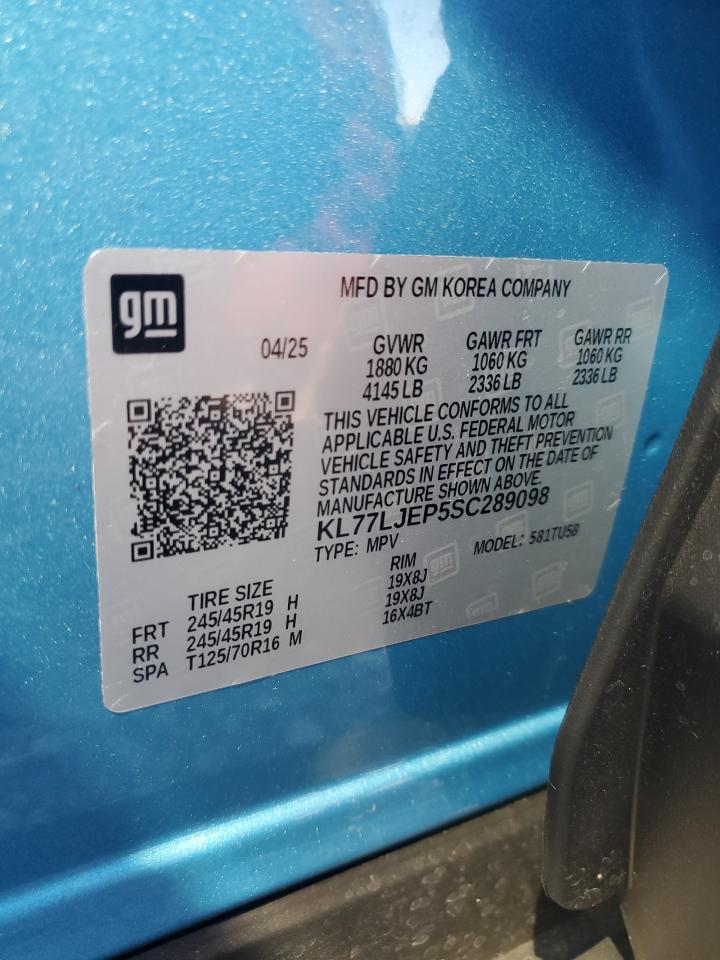 gm
MFD BY GM KOREA COMPANY
04/25
GVWR GAWR FRT GAWR RR
1880 KG 1060 KG 1060 KG
4145 LB 2336 LB 2336 LB
THIS VEHICLE CONFORMS TO ALL
APPLICABLE U.S. FEDERAL MOTOR
VEHICLE SAFETY AND THEFT PREVENTION
STANDARDS IN EFFECT ON THE DATE OF
MANUFACTURE SHOWN ABOVE.
KL77LJEP5SC289098
TYPE: MPV MODEL: 581TU58
TIRE SIZE RIM
FRT 245/45R19 H 19X8J
RR 245/45R19 H 19X8J
SPA T125/70R16 M 16X4BT